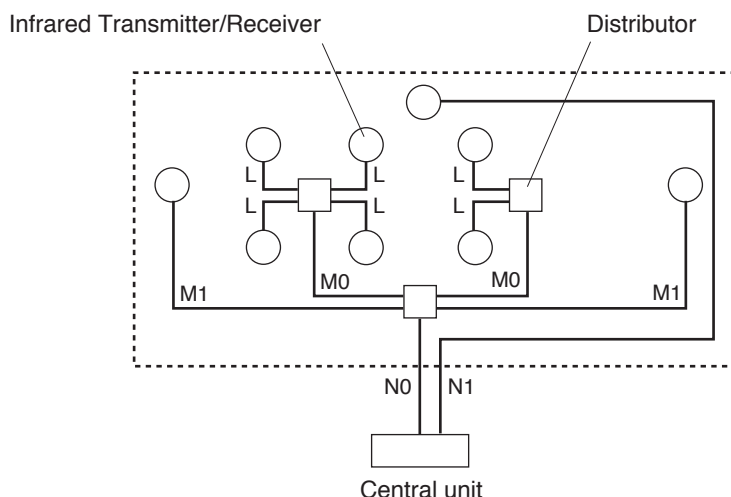 Infrared Transmitter/Receiver
Distributor
L L L
L L L
M0 M0
M1 M1
N0 N1
Central unit